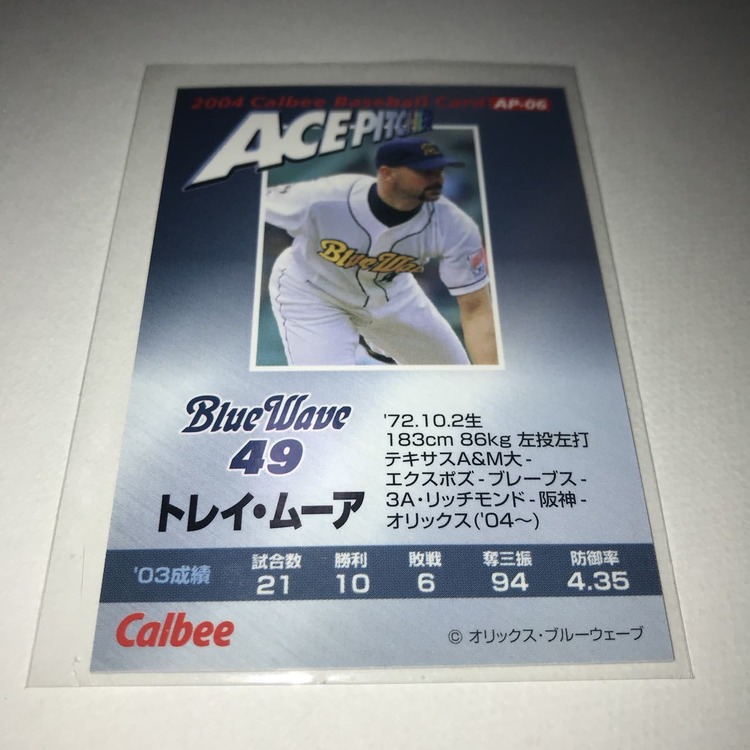 2004 Calbee Baseball Card AP-06
ACE-PITCHER
BlueWave
BlueWave
49
トレイ・ムーア
'72.10.2生
183cm 86kg 左投左打
テキサスA&M大-
エクスポズ-ブレーブス-
3A・リッチモンド-阪神-
オリックス('04〜)
'03成績
試合数 勝利 敗戦 奪三振 防御率
21 10 6 94 4.35
Calbee
© オリックス・ブルーウェーブ